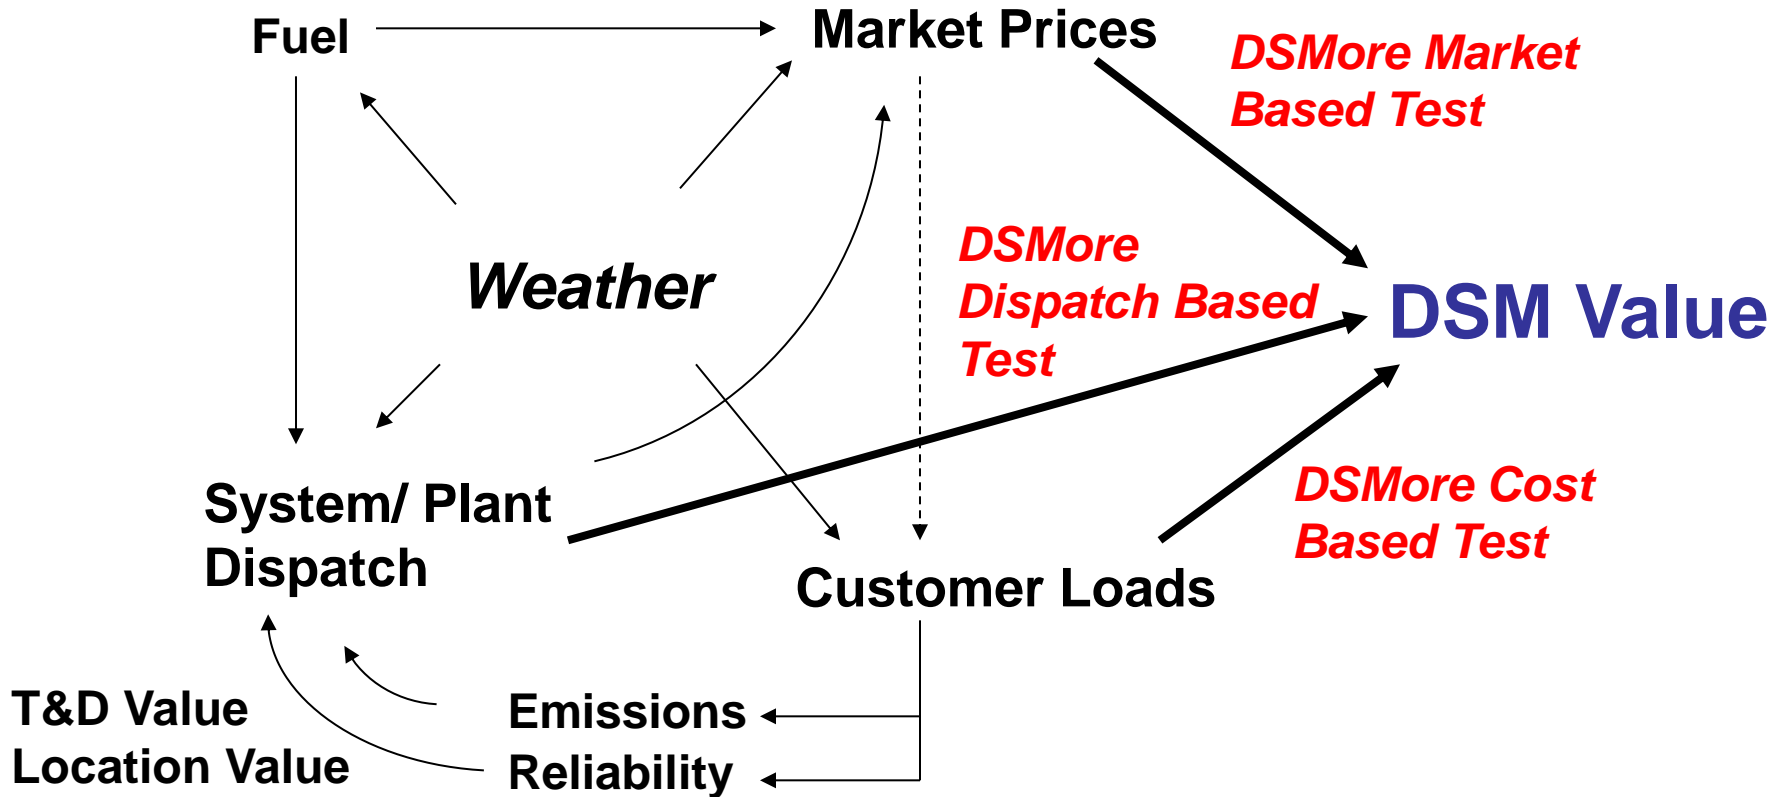 Fuel
Market Prices
DSMore Market
Based Test
Weather
DSMore
Dispatch Based
Test
DSM Value
System/ Plant
Dispatch
DSMore Cost
Based Test
Customer Loads
T&D Value
Location Value
Emissions
Reliability